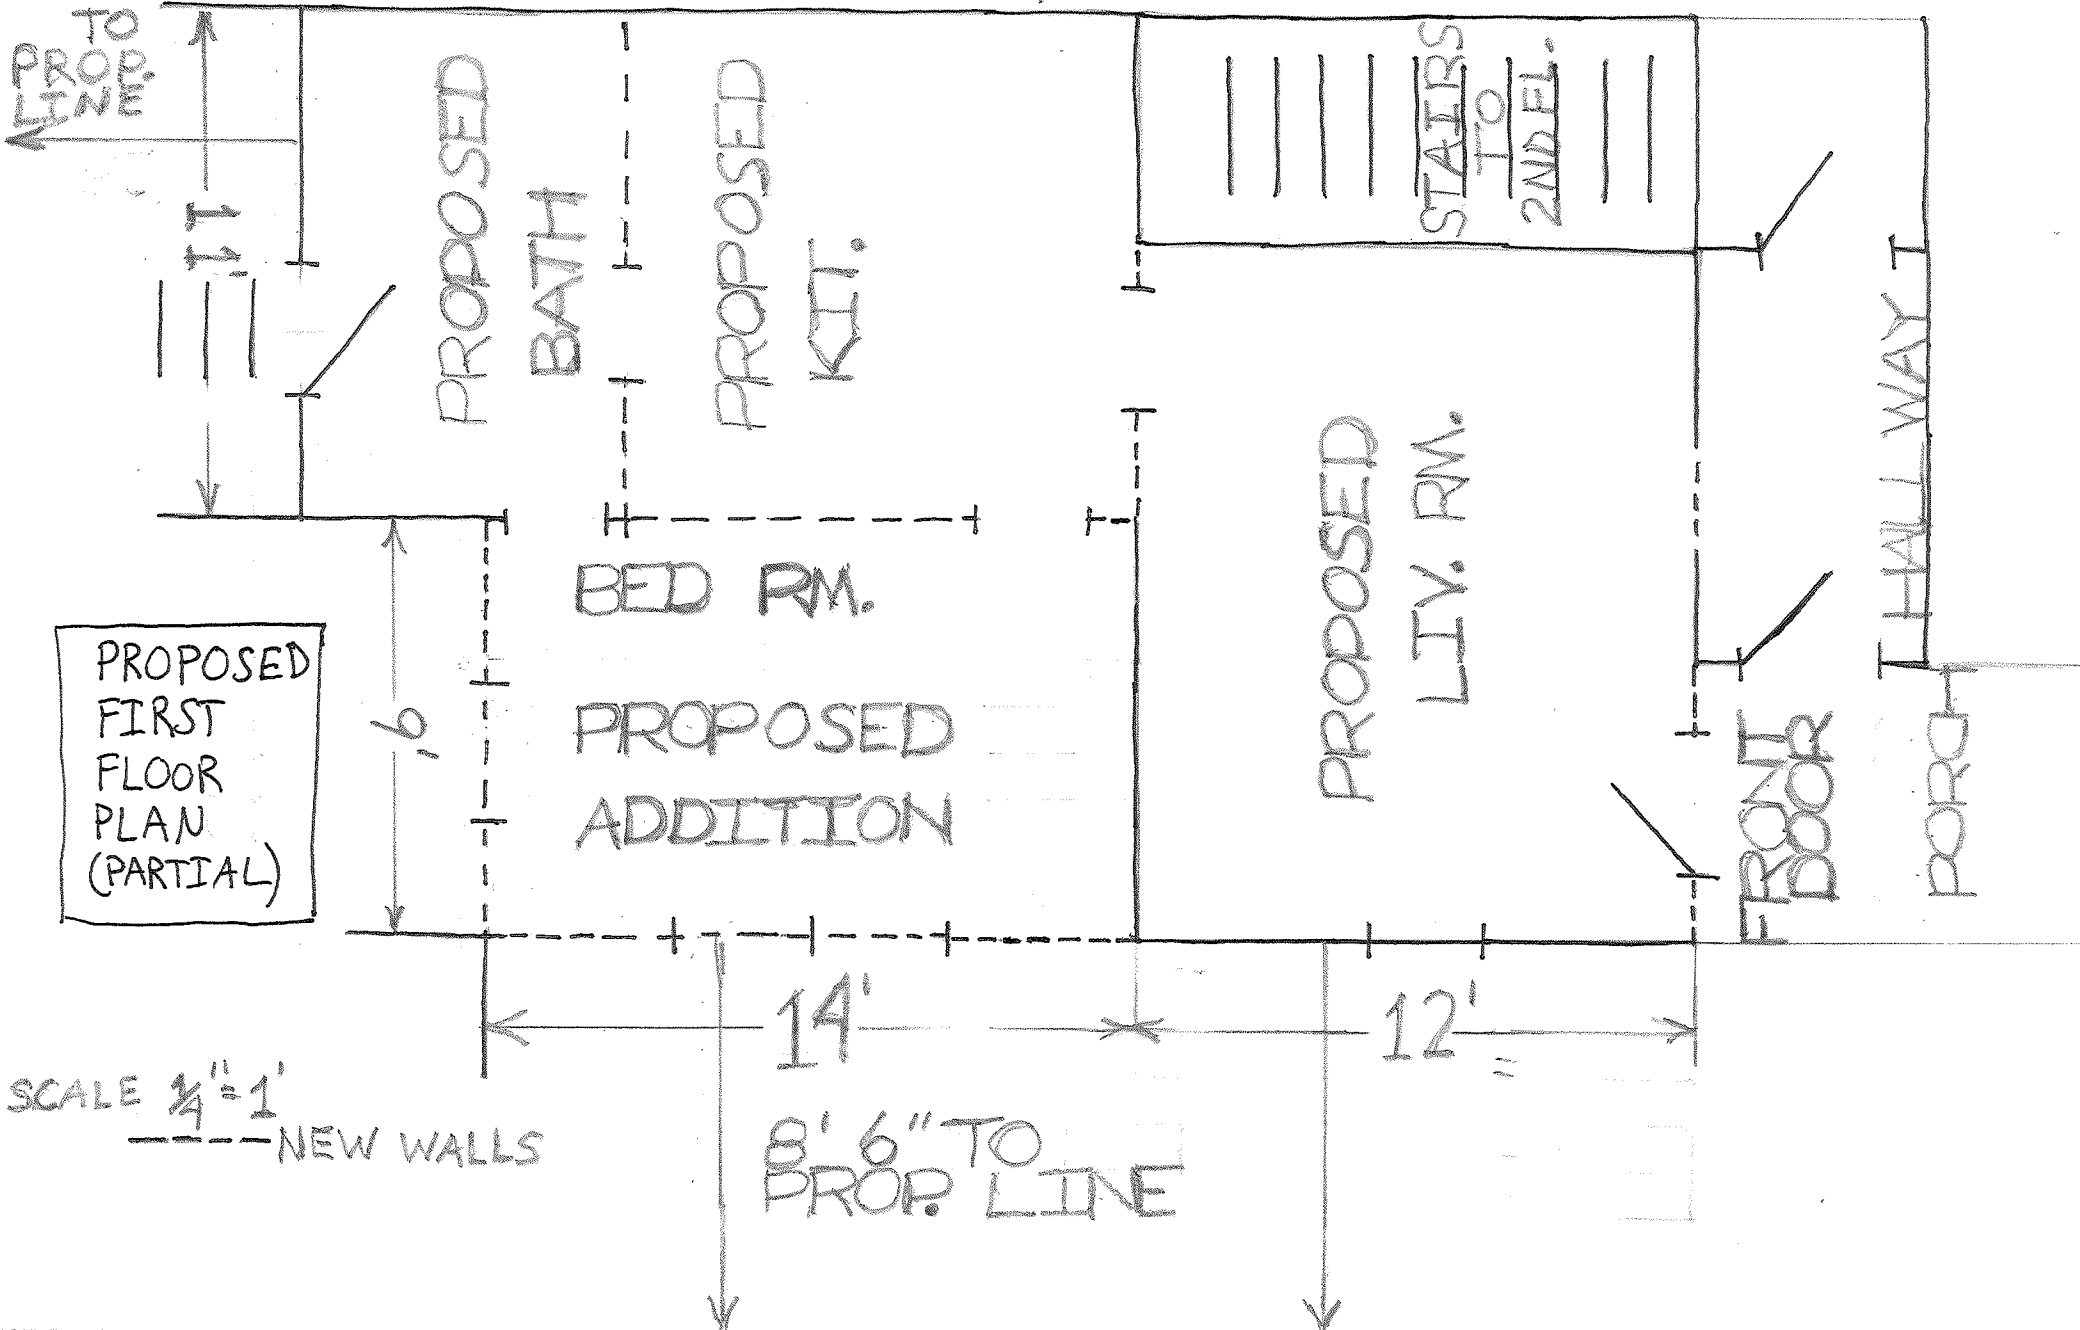 TO
PROP.
LINE
11'
PROPOSED
BATH
PROPOSED
KIT.
STAIRS
TO
2ND FL.
HALL WAY
PROPOSED
LIV. RM.
BED RM.
PROPOSED
ADDITION
9'
PROPOSED
FIRST
FLOOR
PLAN
(PARTIAL)
FRONT
DOOR
PORCH
14'
12'
SCALE 1/4"=1'
NEW WALLS
8' 6" TO
PROP. LINE